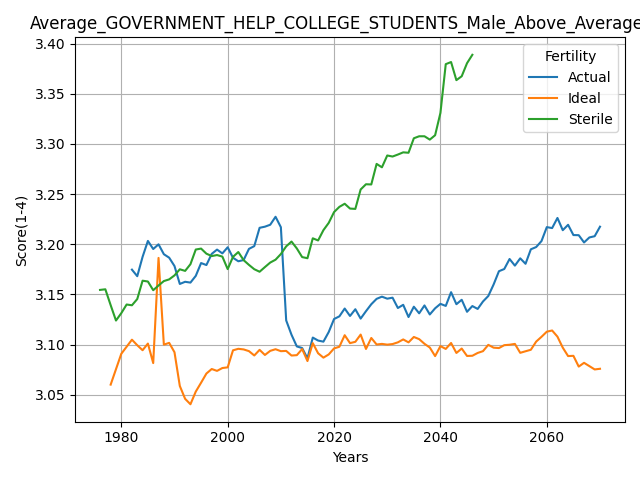 Average_GOVERNMENT_HELP_COLLEGE_STUDENTS_Male_Above_Average
3.40
3.35
3.30
3.25
3.20
3.15
3.10
3.05
Score(1-4)
Fertility
Actual
Ideal
Sterile
1980 2000 2020 2040 2060
Years